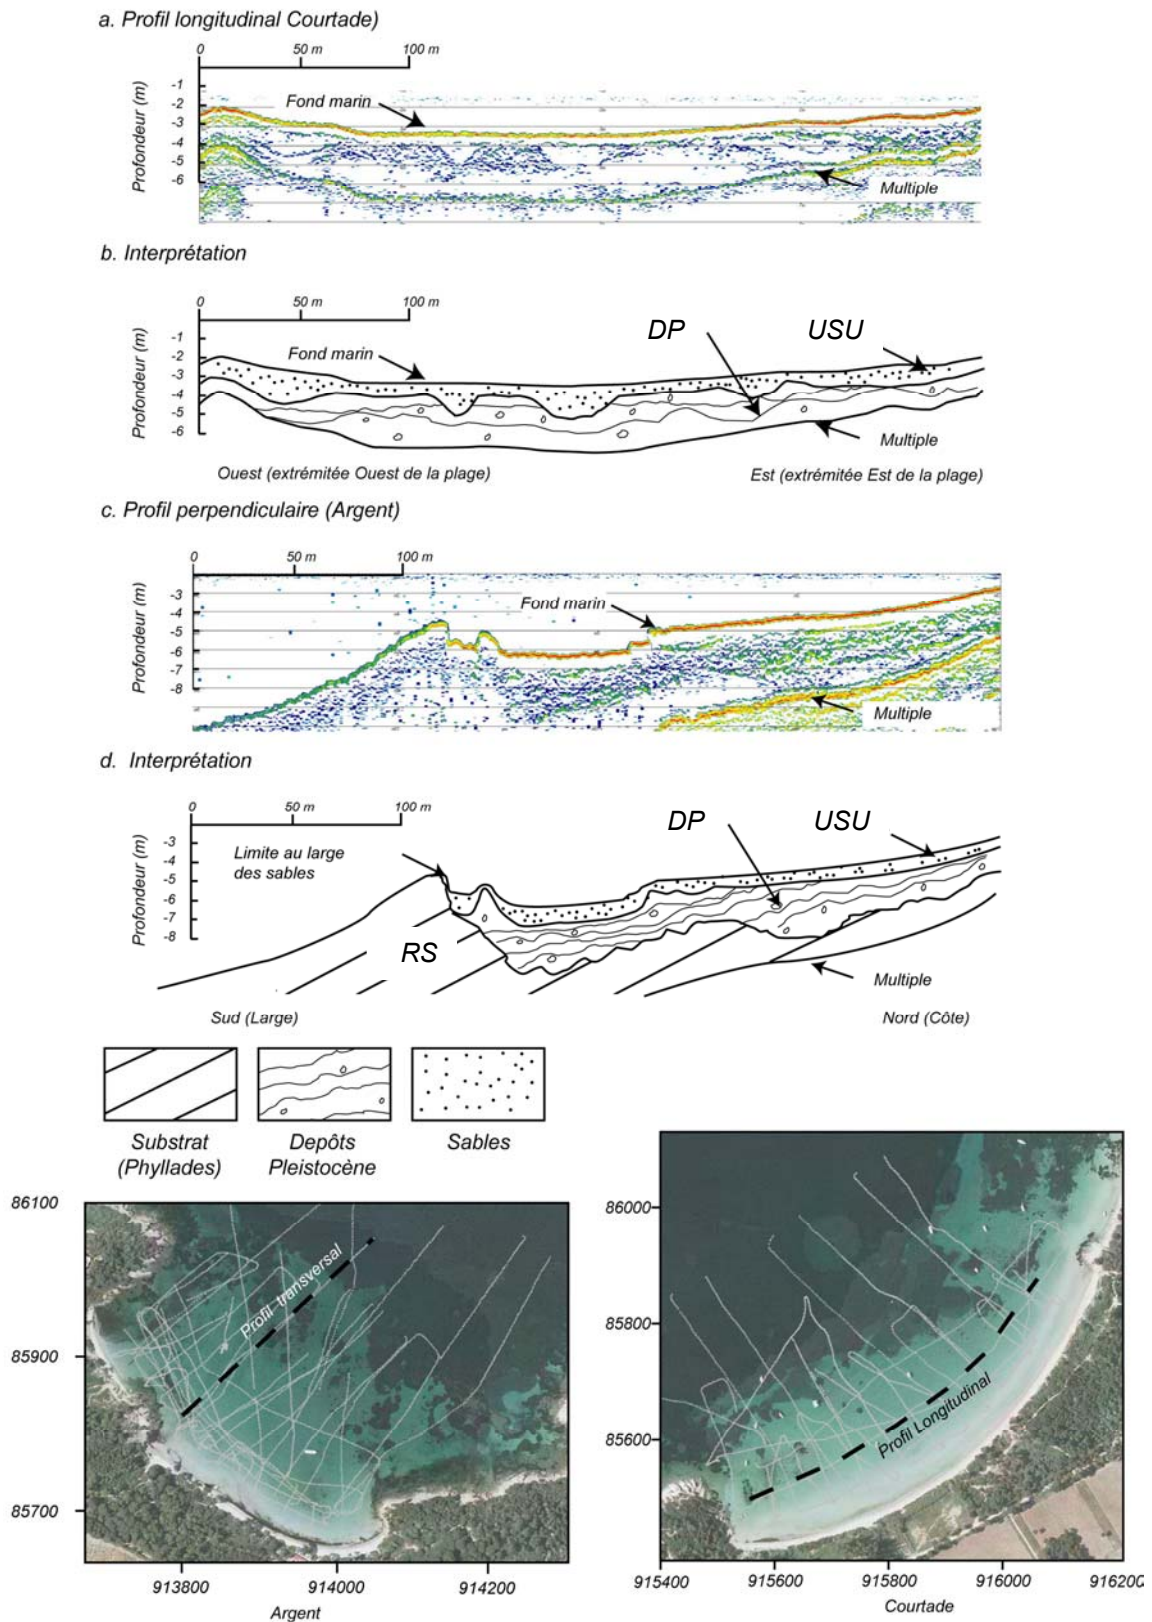 a. Profil longitudinal Courtade)
0 50 m 100 m
Profondeur (m)
-1
-2
-3
-4
-5
-6
Fond marin
Multiple
b. Interprétation
0 50 m 100 m
Profondeur (m)
-1
-2
-3
-4
-5
-6
Fond marin
DP
USU
Multiple
Ouest (extrémitée Ouest de la plage)
Est (extrémitée Est de la plage)
c. Profil perpendiculaire (Argent)
0 50 m 100 m
Profondeur (m)
-3
-4
-5
-6
-7
-8
Fond marin
Multiple
d. Interprétation
0 50 m 100 m
Profondeur (m)
-3
-4
-5
-6
-7
-8
Limite au large
des sables
DP
USU
RS
Multiple
Sud (Large)
Nord (Côte)
Substrat
(Phyllades)
Depôts
Pleistocène
Sables
86100
85900
85700
Profil transversal
913800 914000 914200
Argent
86000
85800
85600
Profil Longitudinal
915400 915600 915800 916000 916200
Courtade